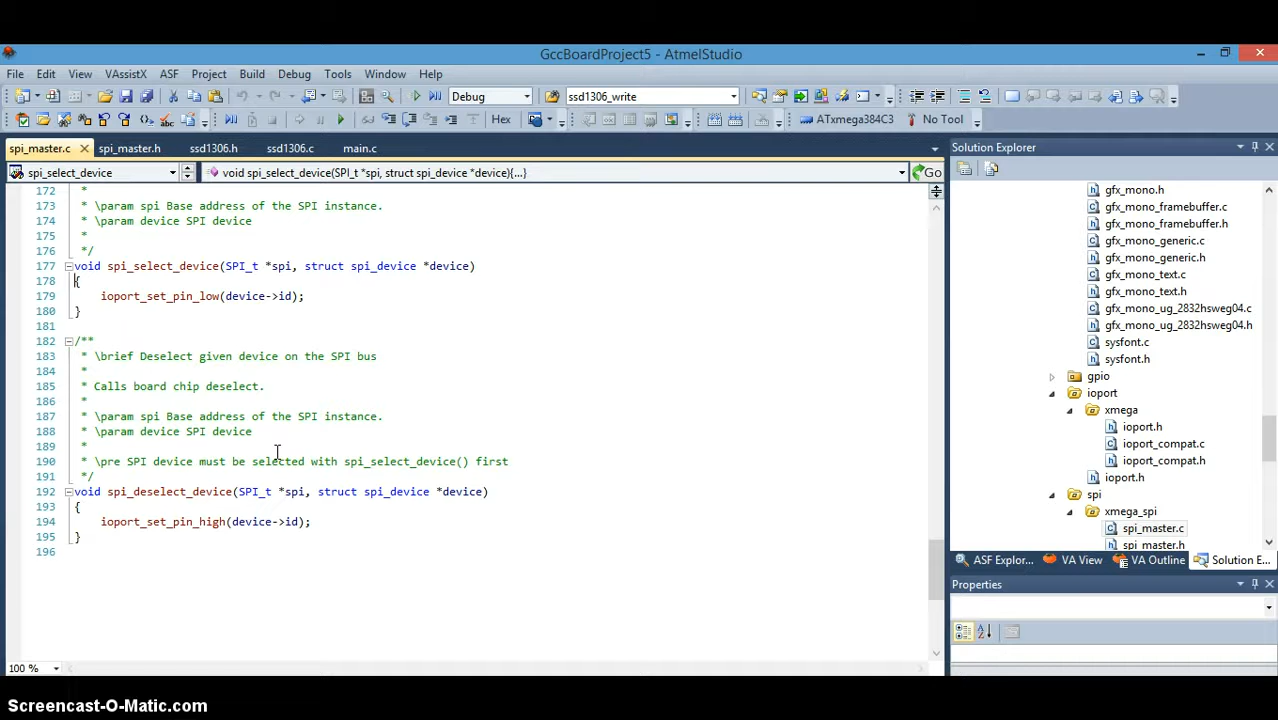 GccBoardProject5 - AtmelStudio
File Edit View VAssistX ASF Project Build Debug Tools Window Help
Debug ssd1306_write
Hex ATxmega384C3 No Tool
spi_master.c spi_master.h ssd1306.h ssd1306.c main.c
spi_select_device void spi_select_device(SPI_t *spi, struct spi_device *device){...} Go
172 *
173 * \param spi Base address of the SPI instance.
174 * \param device SPI device
175 *
176 */
177 void spi_select_device(SPI_t *spi, struct spi_device *device)
178 {
179 ioport_set_pin_low(device->id);
180 }
181
182 /**
183 * \brief Deselect given device on the SPI bus
184 *
185 * Calls board chip deselect.
186 *
187 * \param spi Base address of the SPI instance.
188 * \param device SPI device
189 *
190 * \pre SPI device must be selected with spi_select_device() first
191 */
192 void spi_deselect_device(SPI_t *spi, struct spi_device *device)
193 {
194 ioport_set_pin_high(device->id);
195 }
196
100 %
Solution Explorer
gfx_mono.h
gfx_mono_framebuffer.c
gfx_mono_framebuffer.h
gfx_mono_generic.c
gfx_mono_generic.h
gfx_mono_text.c
gfx_mono_text.h
gfx_mono_ug_2832hsweg04.c
gfx_mono_ug_2832hsweg04.h
sysfont.c
sysfont.h
gpio
ioport
xmega
ioport.h
ioport_compat.c
ioport_compat.h
ioport.h
spi
xmega_spi
spi_master.c
spi_master.h
ASF Explor... VA View VA Outline Solution E...
Properties
Screencast-O-Matic.com